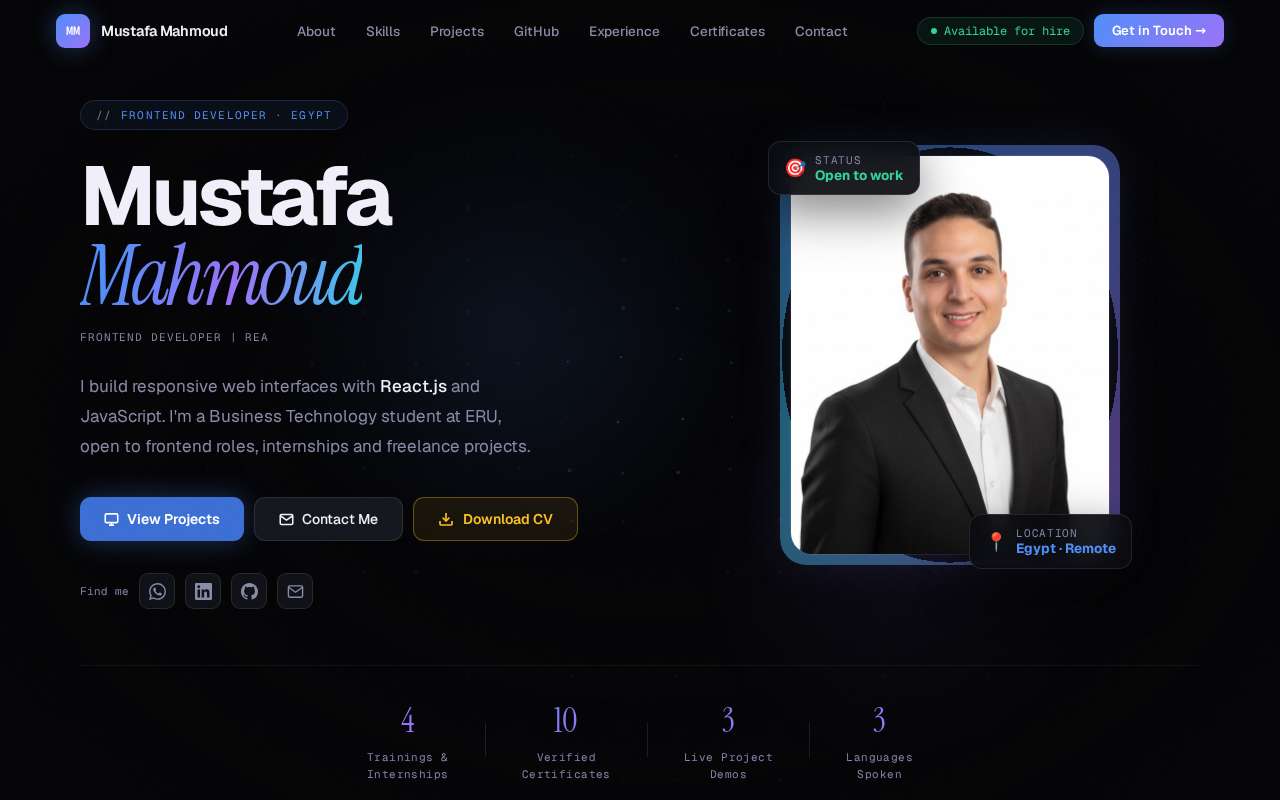 MM
Mustafa Mahmoud
About
Skills
Projects
GitHub
Experience
Certificates
Contact
Available for hire
Get in Touch →
// FRONTEND DEVELOPER · EGYPT
Mustafa
Mahmoud
FRONTEND DEVELOPER | REA
I build responsive web interfaces with React.js and
JavaScript. I'm a Business Technology student at ERU,
open to frontend roles, internships and freelance projects.
View Projects
Contact Me
Download CV
Find me
STATUS
Open to work
LOCATION
Egypt · Remote
4
Trainings &
Internships
10
Verified
Certificates
3
Live Project
Demos
3
Languages
Spoken